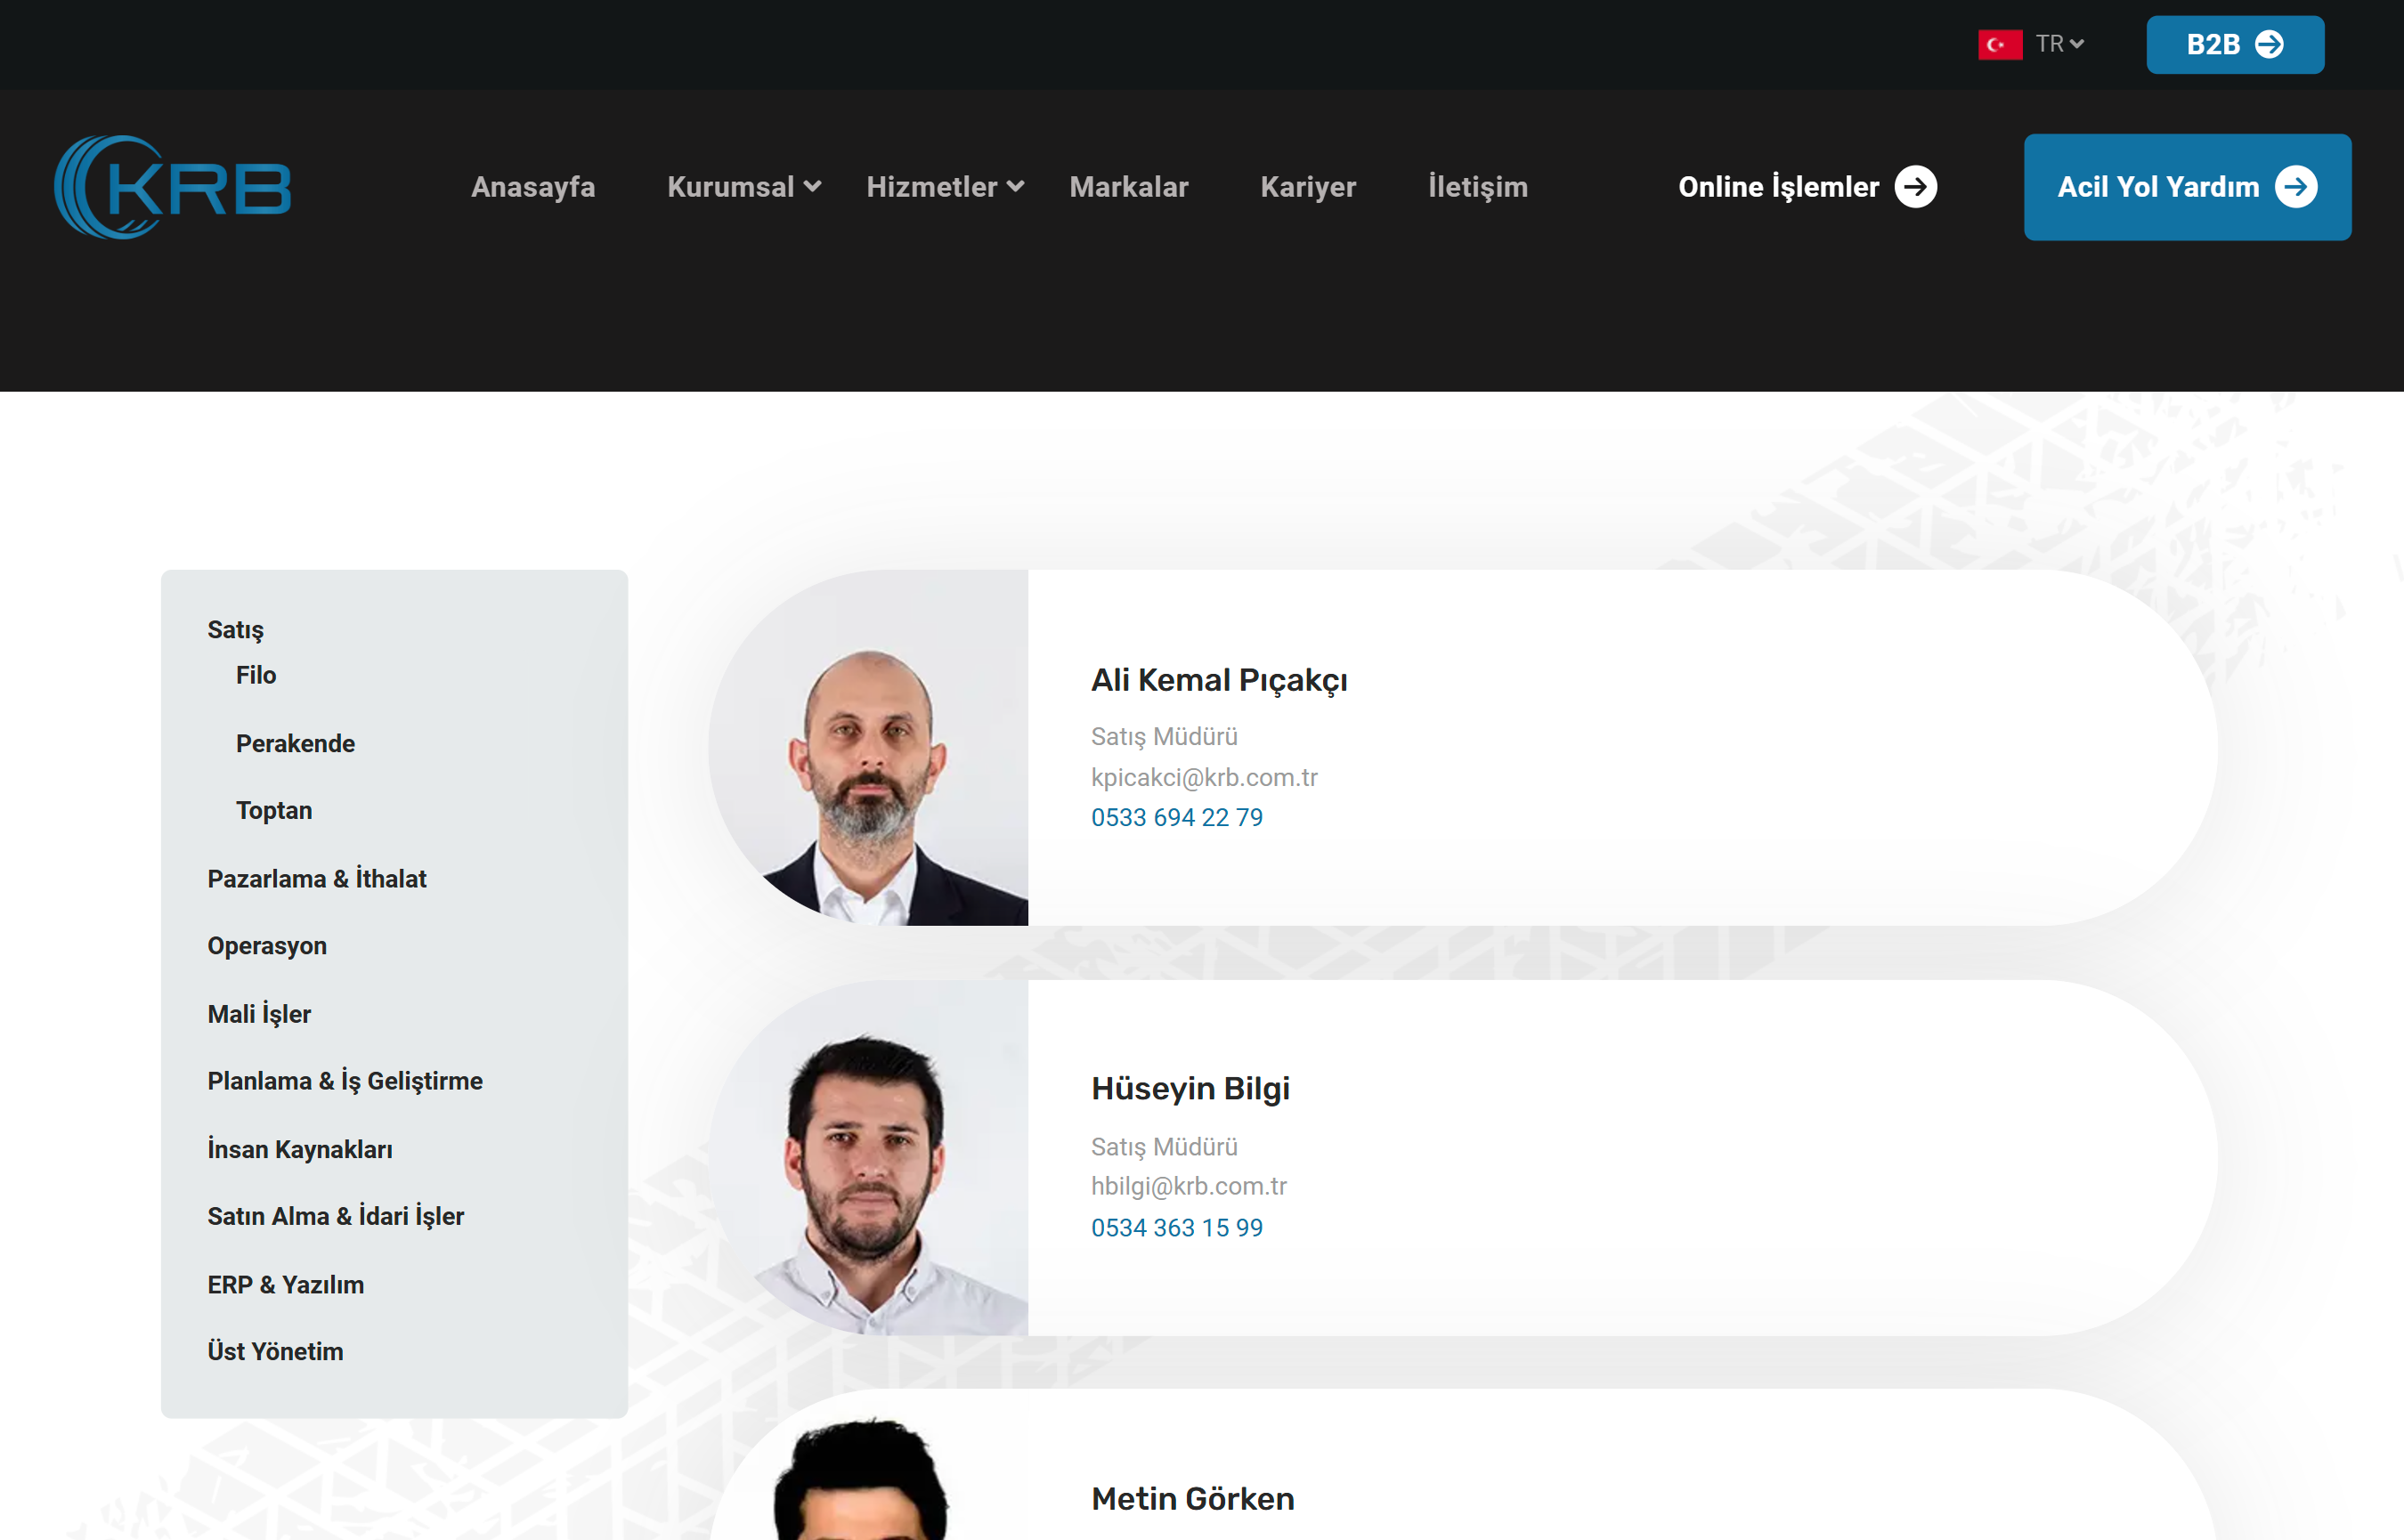 TR
B2B
KRB
Anasayfa
Kurumsal
Hizmetler
Markalar
Kariyer
İletişim
Online İşlemler
Acil Yol Yardım
Satış
Filo
Perakende
Toptan
Pazarlama & İthalat
Operasyon
Mali İşler
Planlama & İş Geliştirme
İnsan Kaynakları
Satın Alma & İdari İşler
ERP & Yazılım
Üst Yönetim
Ali Kemal Pıçakçı
Satış Müdürü
kpicakci@krb.com.tr
0533 694 22 79
Hüseyin Bilgi
Satış Müdürü
hbilgi@krb.com.tr
0534 363 15 99
Metin Görken